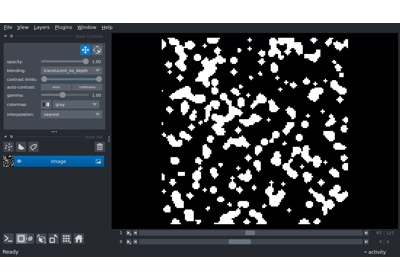 File View Layers Plugins Window Help
opacity: 1.00
blending: translucent_no_depth
contrast limits:
auto-contrast: once continuous
gamma: 1.00
colormap: gray
interpolation: nearest
Image
1
0
Ready activity